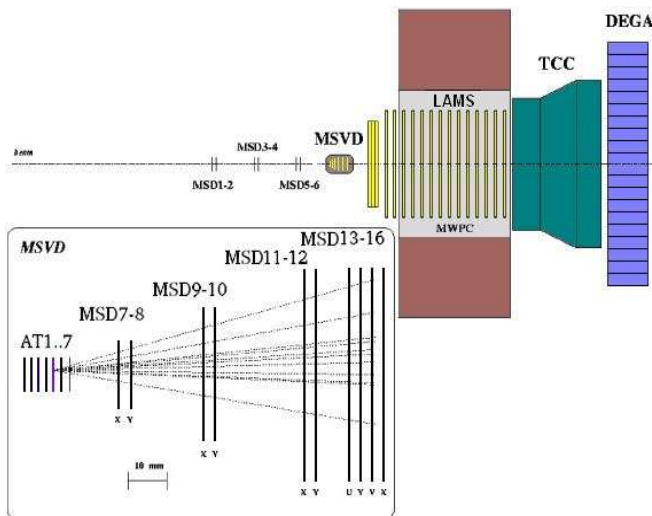 DEGA
TCC
LAMS
MSVD
beam
MSD3-4
MSD1-2
MSD5-6
MWPC
MSVD
MSD13-16
MSD11-12
MSD9-10
MSD7-8
AT1..7
X Y
X Y
10 mm
X Y
U Y V X